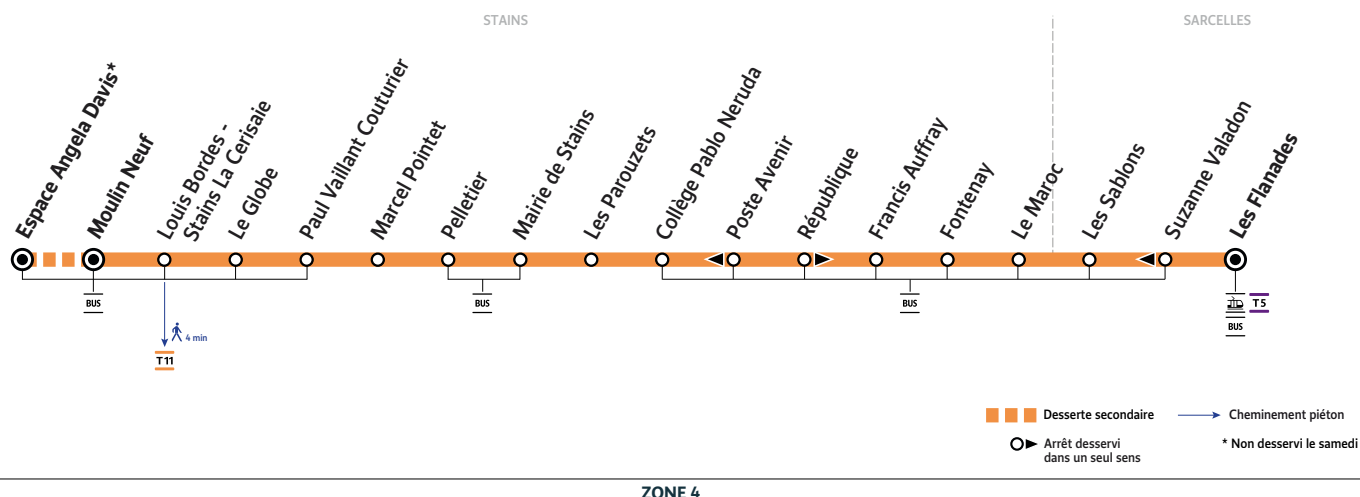 STAINS
SARCELLES
Espace Angela Davis*
Moulin Neuf
Louis Bordes -
Stains La Cerisaie
Le Globe
Paul Vaillant Couturier
Marcel Pointet
Pelletier
Mairie de Stains
Les Parouzets
Collège Pablo Neruda
Poste Avenir
République
Francis Auffray
Fontenay
Le Maroc
Les Sablons
Suzanne Valadon
Les Flanades
BUS
4 min
T11
BUS
BUS
T5
BUS
Desserte secondaire
Cheminement piéton
Arrêt desservi
dans un seul sens
* Non desservi le samedi
ZONE 4